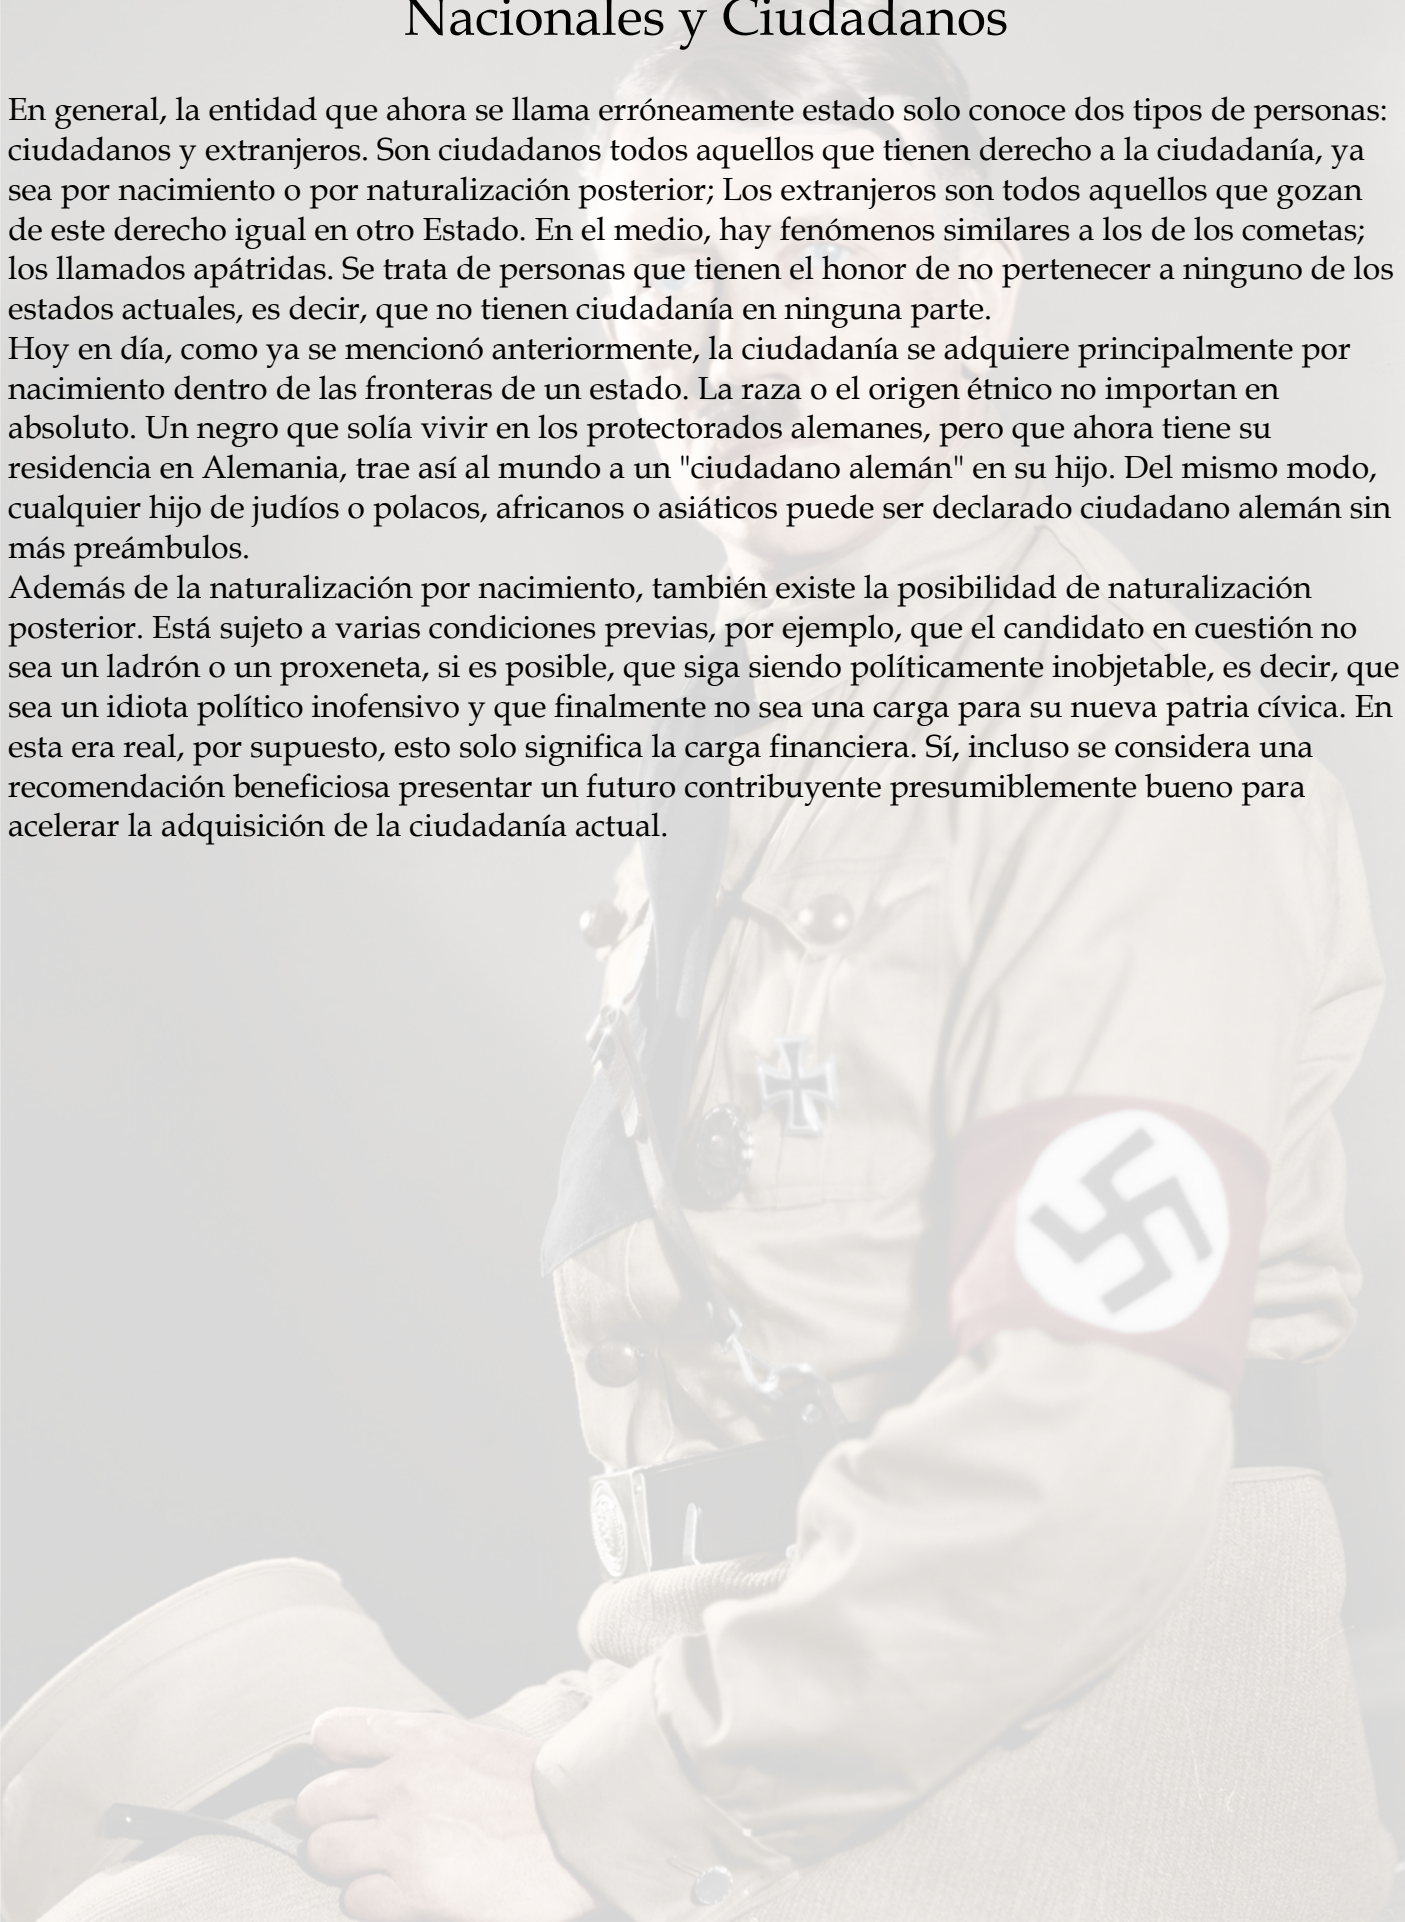 Nacionales y Ciudadanos
En general, la entidad que ahora se llama erróneamente estado solo conoce dos tipos de personas:
ciudadanos y extranjeros. Son ciudadanos todos aquellos que tienen derecho a la ciudadanía, ya
sea por nacimiento o por naturalización posterior; Los extranjeros son todos aquellos que gozan
de este derecho igual en otro Estado. En el medio, hay fenómenos similares a los de los cometas;
los llamados apátridas. Se trata de personas que tienen el honor de no pertenecer a ninguno de los
estados actuales, es decir, que no tienen ciudadanía en ninguna parte.
Hoy en día, como ya se mencionó anteriormente, la ciudadanía se adquiere principalmente por
nacimiento dentro de las fronteras de un estado. La raza o el origen étnico no importan en
absoluto. Un negro que solía vivir en los protectorados alemanes, pero que ahora tiene su
residencia en Alemania, trae así al mundo a un "ciudadano alemán" en su hijo. Del mismo modo,
cualquier hijo de judíos o polacos, africanos o asiáticos puede ser declarado ciudadano alemán sin
más preámbulos.
Además de la naturalización por nacimiento, también existe la posibilidad de naturalización
posterior. Está sujeto a varias condiciones previas, por ejemplo, que el candidato en cuestión no
sea un ladrón o un proxeneta, si es posible, que siga siendo políticamente inobjetable, es decir, que
sea un idiota político inofensivo y que finalmente no sea una carga para su nueva patria cívica. En
esta era real, por supuesto, esto solo significa la carga financiera. Sí, incluso se considera una
recomendación beneficiosa presentar un futuro contribuyente presumiblemente bueno para
acelerar la adquisición de la ciudadanía actual.